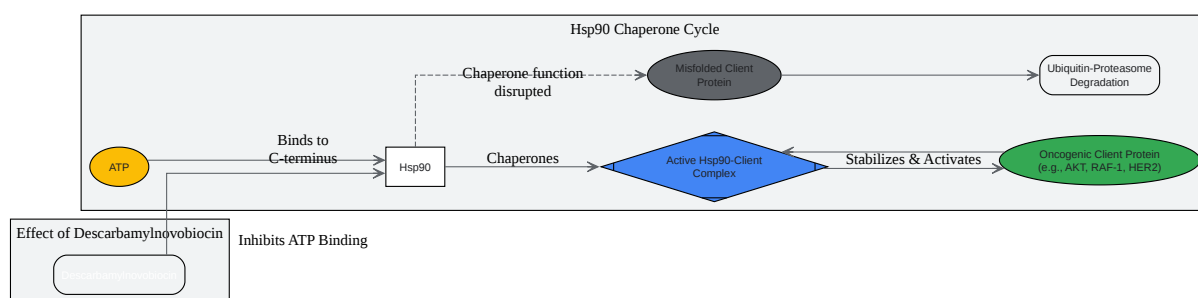 Hsp90 Chaperone Cycle
Chaperone function
disrupted
Misfolded Client
Protein
Ubiquitin-Proteasome
Degradation
ATP
Binds to
C-terminus
Hsp90
Chaperones
Active Hsp90-Client
Complex
Stabilizes & Activates
Oncogenic Client Protein
(e.g., AKT, RAF-1, HER2)
Effect of Descarbamylnovobiocin
Inhibits ATP Binding
Descarbamylnovobiocin